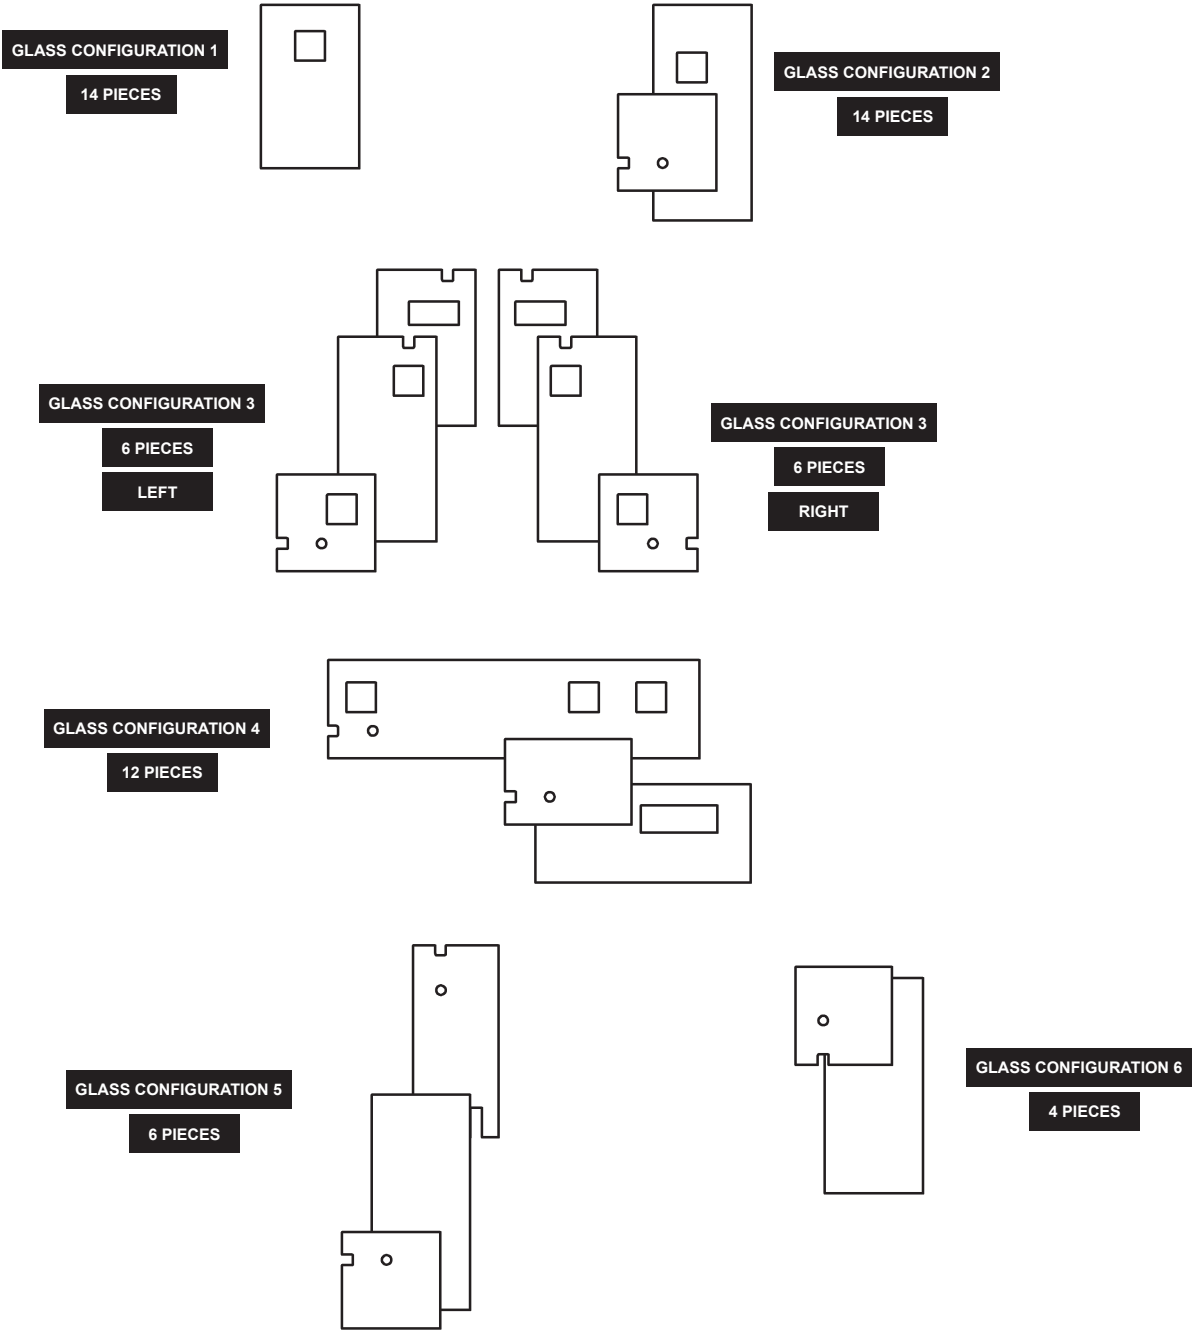 GLASS CONFIGURATION 1
14 PIECES
GLASS CONFIGURATION 2
14 PIECES
GLASS CONFIGURATION 3
6 PIECES
LEFT
GLASS CONFIGURATION 3
6 PIECES
RIGHT
GLASS CONFIGURATION 4
12 PIECES
GLASS CONFIGURATION 5
6 PIECES
GLASS CONFIGURATION 6
4 PIECES